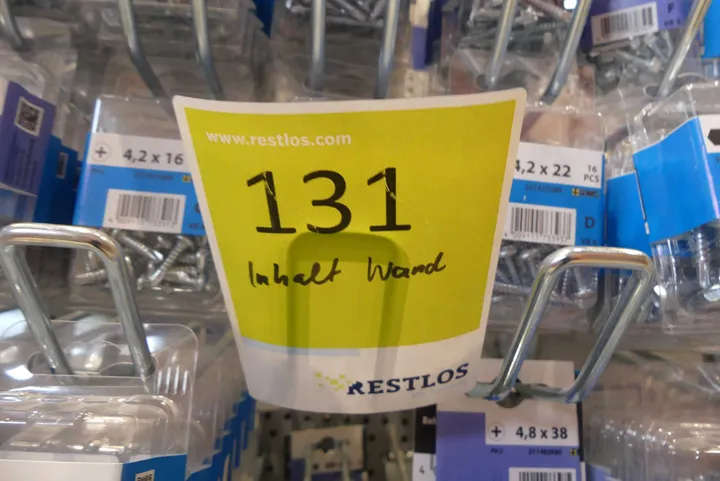 www.restlos.com
131
Inhalt Wand
RESTLOS
4,2 x 16
4,2 x 22
16
PCS
D
4,8 x 38